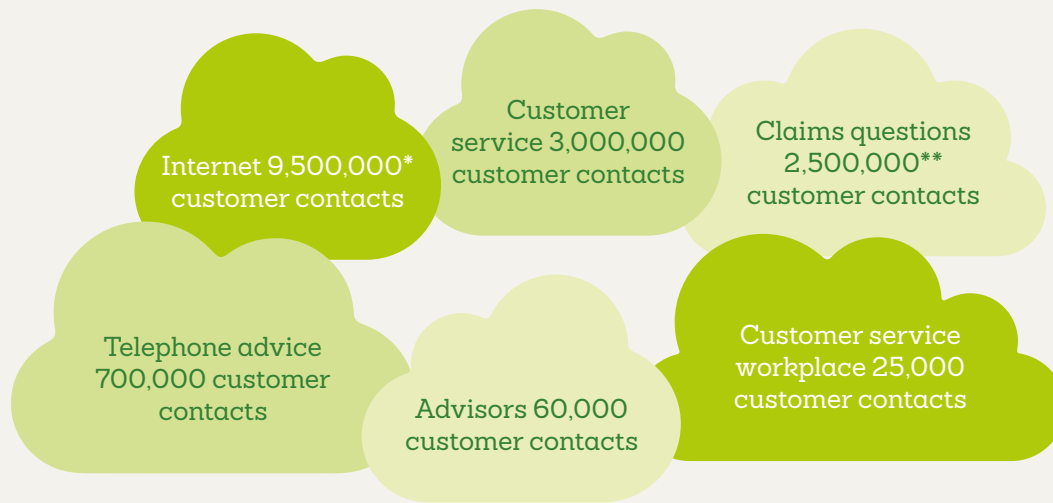 Internet 9,500,000*
customer contacts
Customer
service 3,000,000
customer contacts
Claims questions
2,500,000**
customer contacts
Telephone advice
700,000 customer
contacts
Advisors 60,000
customer contacts
Customer service
workplace 25,000
customer contacts